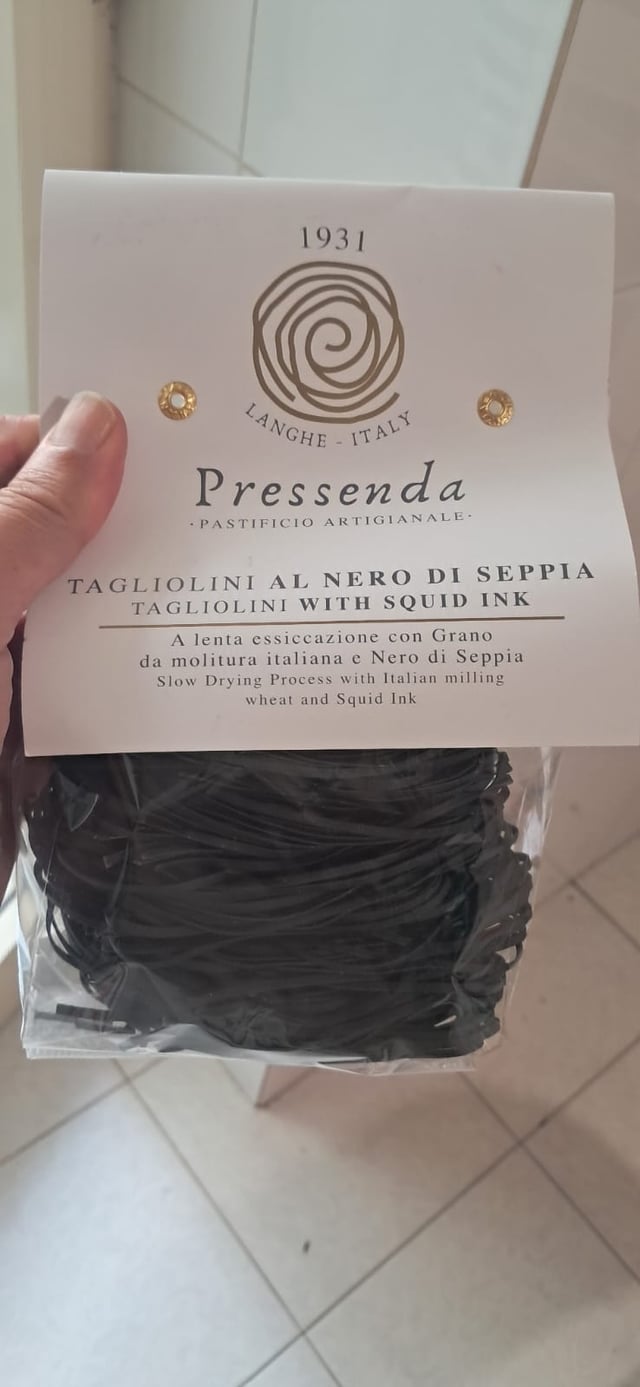 1931
LANGHE - ITALY
Pressenda
·PASTIFICIO ARTIGIANALE·
TAGLIOLINI AL NERO DI SEPPIA
TAGLIOLINI WITH SQUID INK
A lenta essiccazione con Grano
da molitura italiana e Nero di Seppia
Slow Drying Process with Italian milling
wheat and Squid Ink